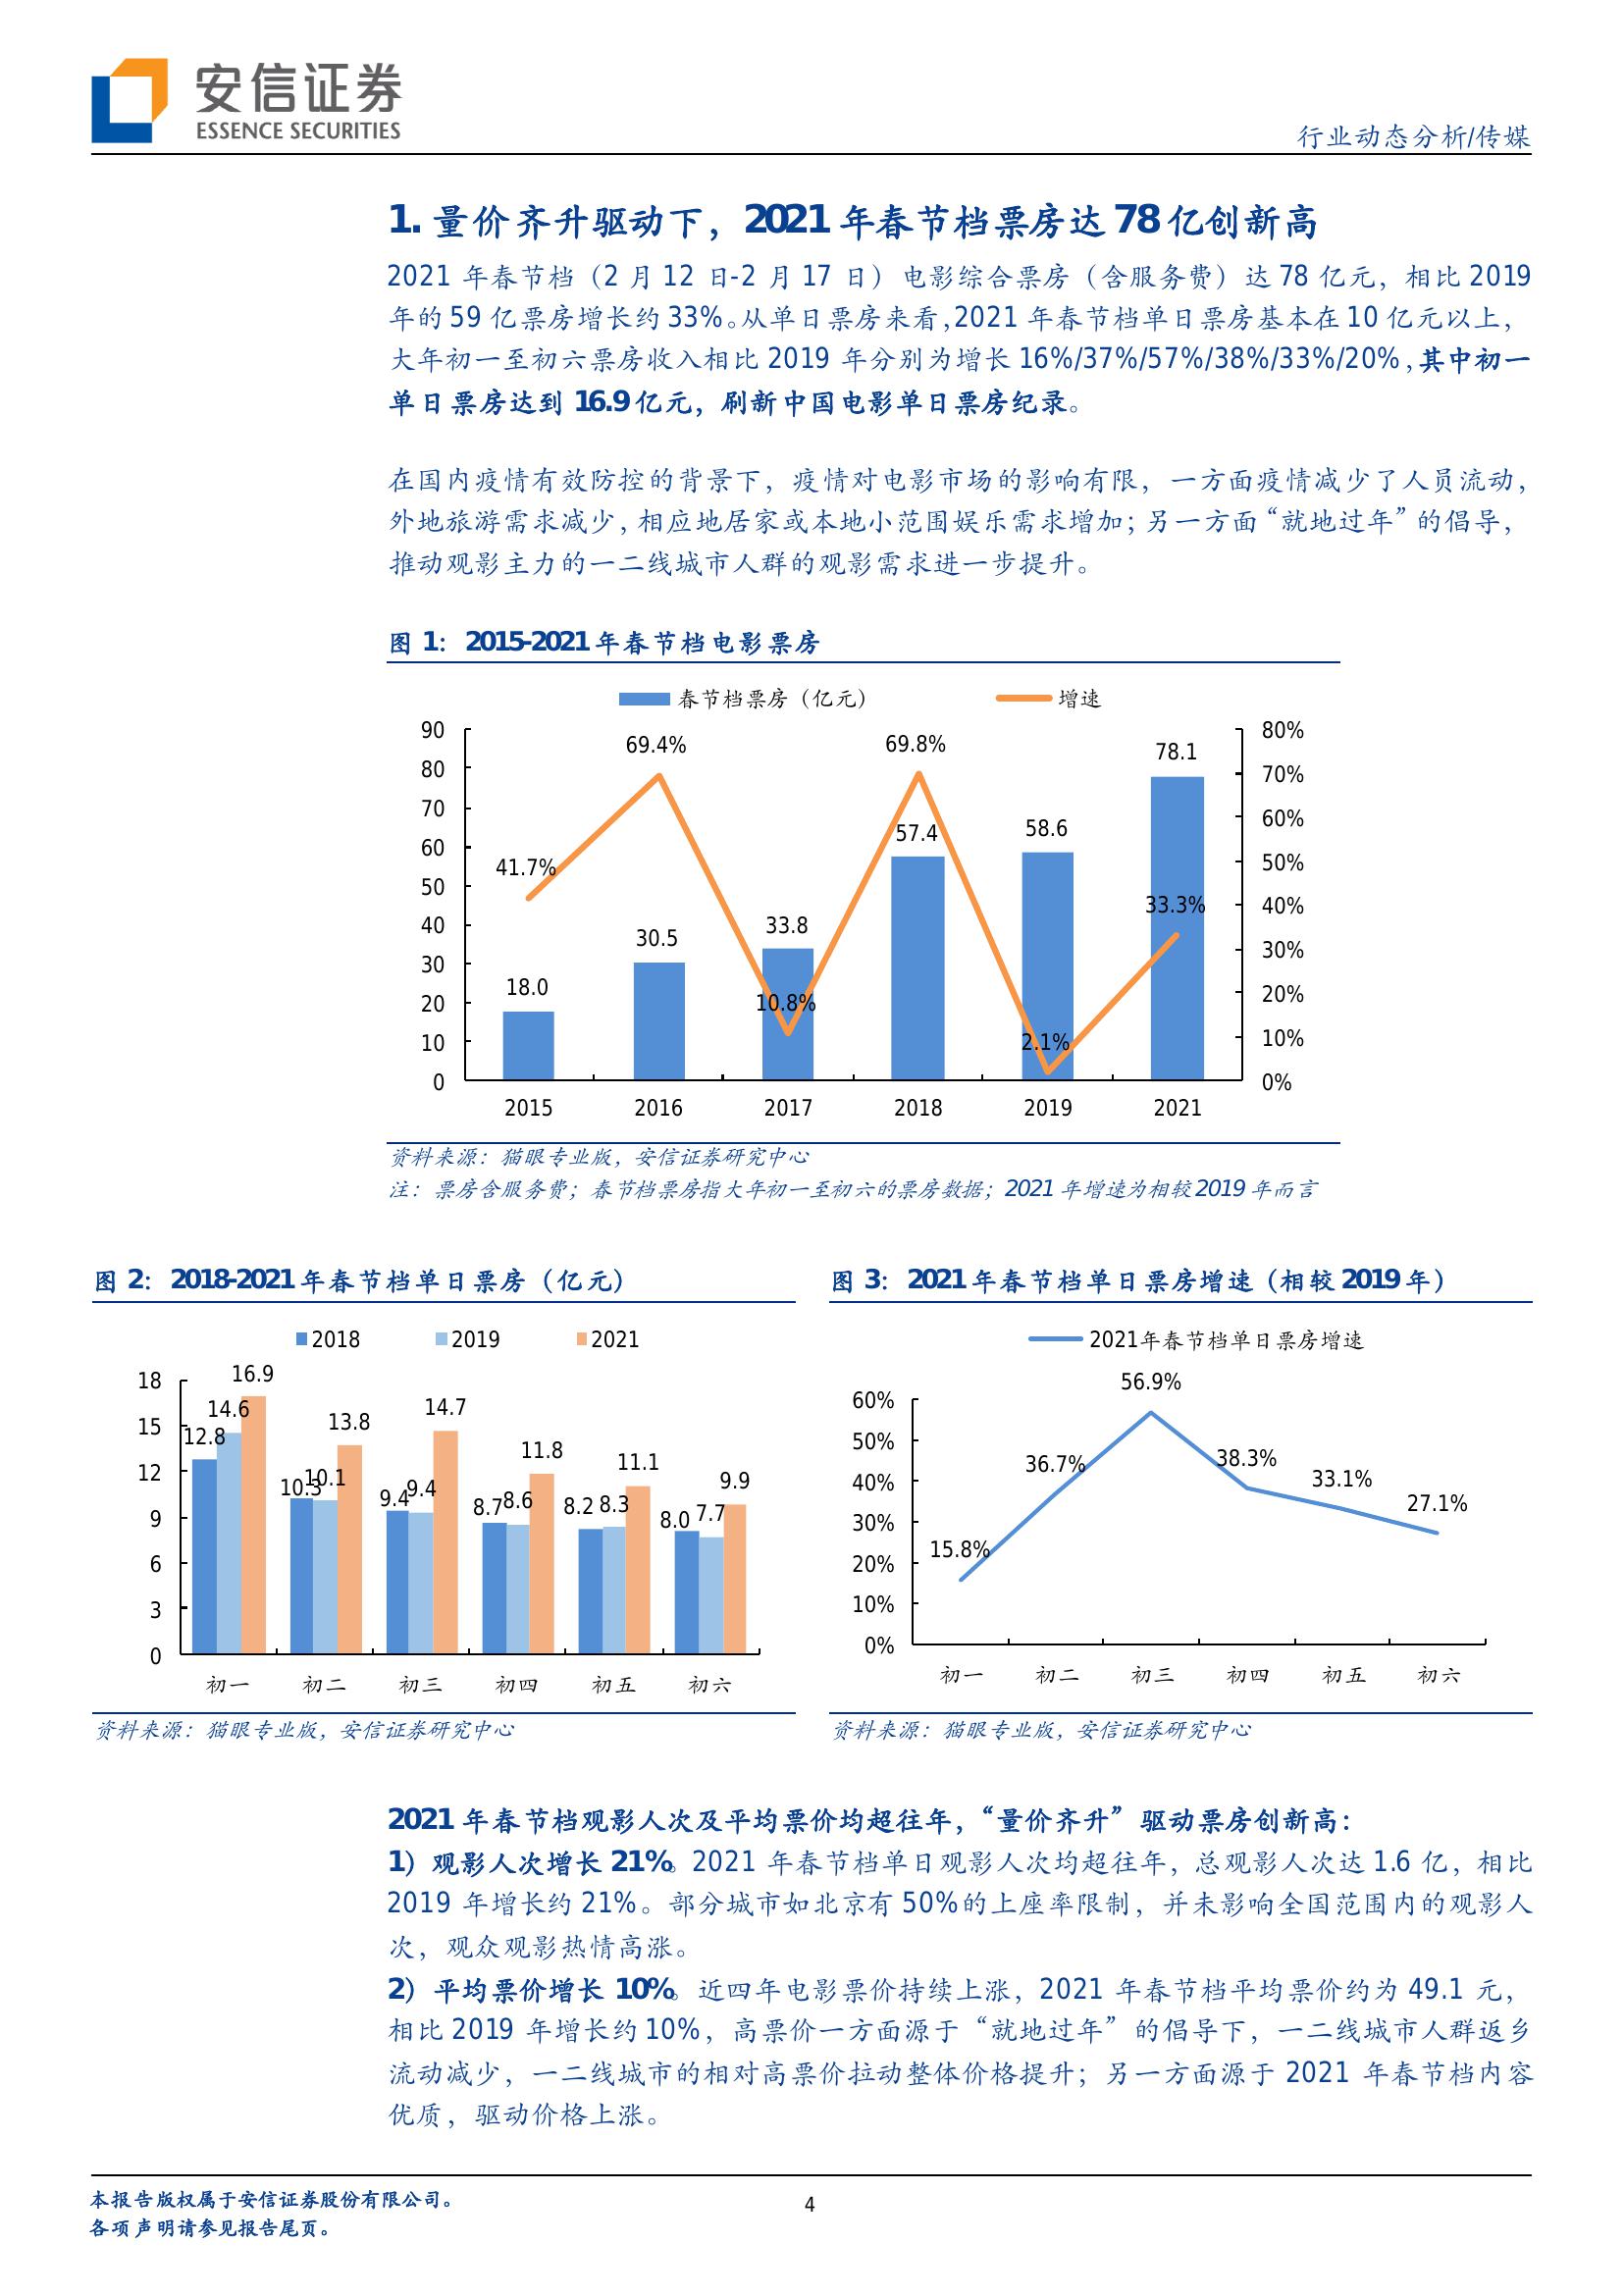 安信证券
ESSENCE SECURITIES
行业动态分析/传媒
1. 量价齐升驱动下，2021 年春节档票房达 78 亿创新高
2021 年春节档（2 月 12 日-2 月 17 日）电影综合票房（含服务费）达 78 亿元，相比 2019
年的 59 亿票房增长约 33%。从单日票房来看，2021 年春节档单日票房基本在 10 亿元以上，
大年初一至初六票房收入相比 2019 年分别为增长 16%/37%/57%/38%/33%/20%，其中初一
单日票房达到 16.9 亿元，刷新中国电影单日票房纪录。
在国内疫情有效防控的背景下，疫情对电影市场的影响有限，一方面疫情减少了人员流动，
外地旅游需求减少，相应地居家或本地小范围娱乐需求增加；另一方面“就地过年”的倡导，
推动观影主力的一二线城市人群的观影需求进一步提升。
图 1：2015-2021 年春节档电影票房
春节档票房（亿元） 增速
90 80%
80 70%
70 60%
60 50%
50 40%
40 30%
30 20%
20 10%
10 0%
0
69.4% 69.8% 78.1
57.4 58.6
41.7% 33.3%
30.5 33.8
18.0 10.8% 2.1%
2015 2016 2017 2018 2019 2021
资料来源：猫眼专业版，安信证券研究中心
注：票房含服务费；春节档票房指大年初一至初六的票房数据；2021 年增速为相较 2019 年而言
图 2：2018-2021 年春节档单日票房（亿元）
2018 2019 2021
18
15
12
9
6
3
0
12.8 14.6 16.9
10.3 10.1 13.8
9.4 9.4 14.7
8.7 8.6 11.8
8.2 8.3 11.1
8.0 7.7 9.9
初一 初二 初三 初四 初五 初六
资料来源：猫眼专业版，安信证券研究中心
图 3：2021 年春节档单日票房增速（相较 2019 年）
2021年春节档单日票房增速
60%
50%
40%
30%
20%
10%
0%
15.8% 36.7% 56.9% 38.3% 33.1% 27.1%
初一 初二 初三 初四 初五 初六
资料来源：猫眼专业版，安信证券研究中心
2021 年春节档观影人次及平均票价均超往年，“量价齐升”驱动票房创新高：
1）观影人次增长 21%。2021 年春节档单日观影人次均超往年，总观影人次达 1.6 亿，相比
2019 年增长约 21%。部分城市如北京有 50%的上座率限制，并未影响全国范围内的观影人
次，观众观影热情高涨。
2）平均票价增长 10%。近四年电影票价持续上涨，2021 年春节档平均票价约为 49.1 元，
相比 2019 年增长约 10%，高票价一方面源于“就地过年”的倡导下，一二线城市人群返乡
流动减少，一二线城市的相对高票价拉动整体价格提升；另一方面源于 2021 年春节档内容
优质，驱动价格上涨。
本报告版权属于安信证券股份有限公司。
各项声明请参见报告尾页。
4